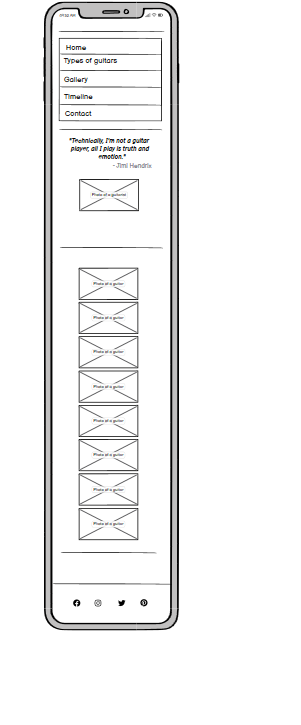 09:32 AM
Home
Types of guitars
Gallery
Timeline
Contact
"Technically, I'm not a guitar
player, all I play is truth and
emotion."
- Jimi Hendrix
Photo of a guitarist
Photo of a guitar
Photo of a guitar
Photo of a guitar
Photo of a guitar
Photo of a guitar
Photo of a guitar
Photo of a guitar
Photo of a guitar